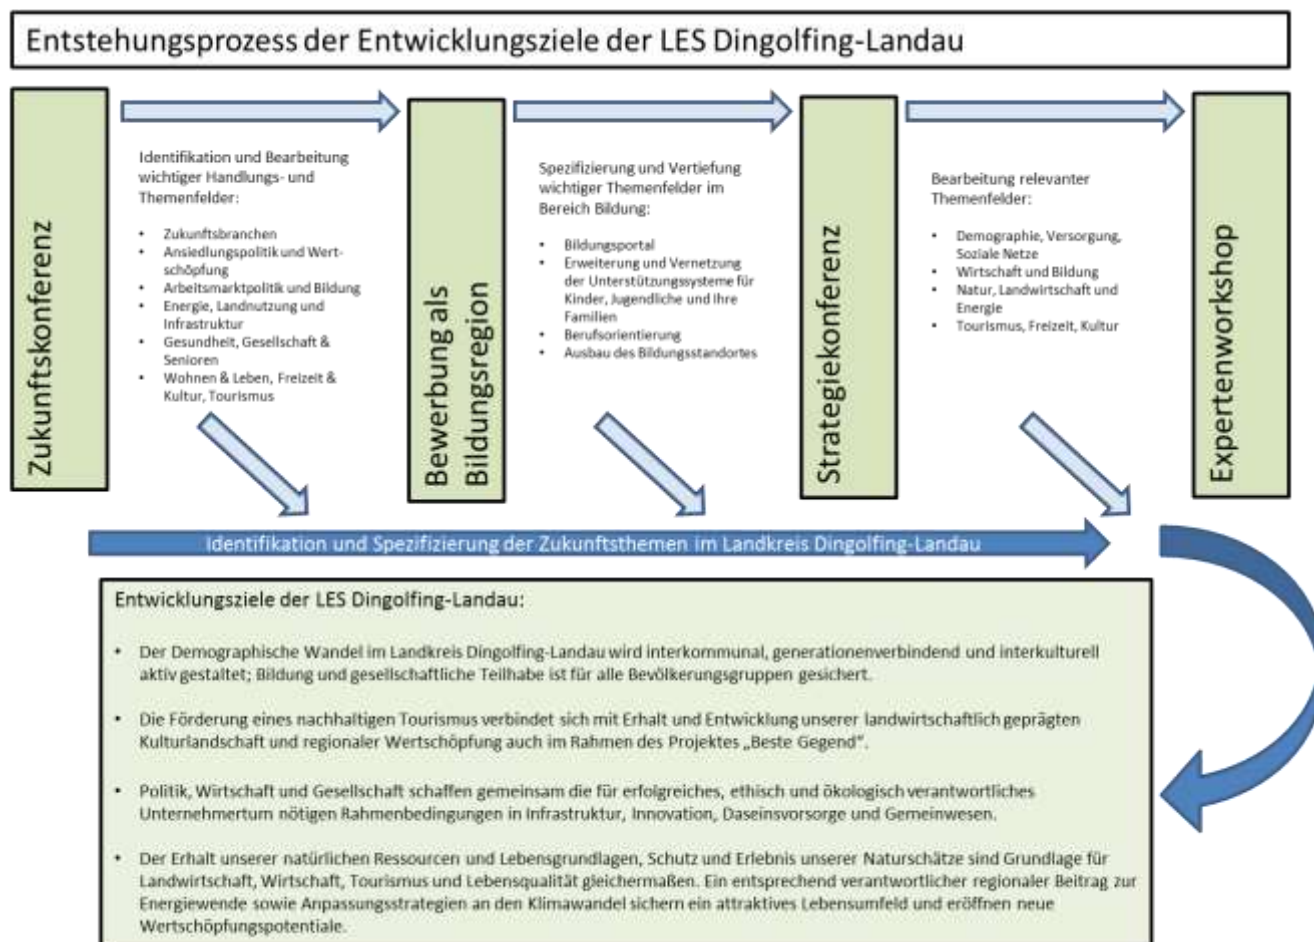 Entstehungsprozess der Entwicklungsziele der LES Dingolfing-Landau
Zukunftskonferenz
Identifikation und Bearbeitung
wichtiger Handlungs- und
Themenfelder:
• Zukunftsbranchen
• Ansiedlungspolitik und Wert-
schöpfung
• Arbeitsmarktpolitik und Bildung
• Energie, Landnutzung und
Infrastruktur
• Gesundheit, Gesellschaft &
Senioren
• Wohnen & Leben, Freizeit &
Kultur, Tourismus
Bewerbung als
Bildungsregion
Spezifizierung und Vertiefung
wichtiger Themenfelder im
Bereich Bildung:
• Bildungsportal
• Erweiterung und Vernetzung
der Unterstützungssysteme für
Kinder, Jugendliche und Ihre
Familien
• Berufsorientierung
• Ausbau des Bildungsstandortes
Strategiekonferenz
Bearbeitung relevanter
Themenfelder:
• Demographie, Versorgung,
Soziale Netze
• Wirtschaft und Bildung
• Natur, Landwirtschaft und
Energie
• Tourismus, Freizeit, Kultur
Expertenworkshop
Identifikation und Spezifizierung der Zukunftsthemen im Landkreis Dingolfing-Landau
Entwicklungsziele der LES Dingolfing-Landau:
• Der Demographische Wandel im Landkreis Dingolfing-Landau wird interkommunal, generationenverbindend und interkulturell
aktiv gestaltet; Bildung und gesellschaftliche Teilhabe ist für alle Bevölkerungsgruppen gesichert.
• Die Förderung eines nachhaltigen Tourismus verbindet sich mit Erhalt und Entwicklung unserer landwirtschaftlich geprägten
Kulturlandschaft und regionaler Wertschöpfung auch im Rahmen des Projektes „Beste Gegend“.
• Politik, Wirtschaft und Gesellschaft schaffen gemeinsam die für erfolgreiches, ethisch und ökologisch verantwortliches
Unternehmertum nötigen Rahmenbedingungen in Infrastruktur, Innovation, Daseinsvorsorge und Gemeinwesen.
• Der Erhalt unserer natürlichen Ressourcen und Lebensgrundlagen, Schutz und Erlebnis unserer Naturschätze sind Grundlage für
Landwirtschaft, Wirtschaft, Tourismus und Lebensqualität gleichermaßen. Ein entsprechend verantwortlicher regionaler Beitrag zur
Energiewende sowie Anpassungsstrategien an den Klimawandel sichern ein attraktives Lebensumfeld und eröffnen neue
Wertschöpfungspotentiale.